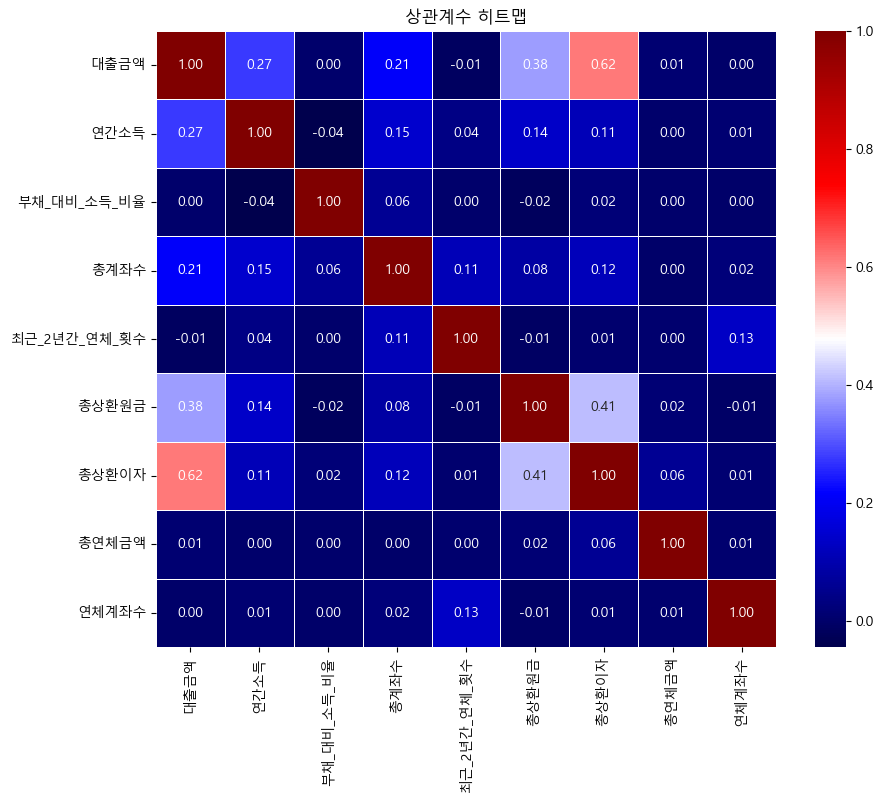 상관계수 히트맵
대출금액 1.00 0.27 0.00 0.21 -0.01 0.38 0.62 0.01 0.00
연간소득 0.27 1.00 -0.04 0.15 0.04 0.14 0.11 0.00 0.01
부채_대비_소득_비율 0.00 -0.04 1.00 0.06 0.00 -0.02 0.02 0.00 0.00
총계좌수 0.21 0.15 0.06 1.00 0.11 0.08 0.12 0.00 0.02
최근_2년간_연체_횟수 -0.01 0.04 0.00 0.11 1.00 -0.01 0.01 0.00 0.13
총상환원금 0.38 0.14 -0.02 0.08 -0.01 1.00 0.41 0.02 -0.01
총상환이자 0.62 0.11 0.02 0.12 0.01 0.41 1.00 0.06 0.01
총연체금액 0.01 0.00 0.00 0.00 0.00 0.02 0.06 1.00 0.01
연체계좌수 0.00 0.01 0.00 0.02 0.13 -0.01 0.01 0.01 1.00
대출금액
연간소득
부채_대비_소득_비율
총계좌수
최근_2년간_연체_횟수
총상환원금
총상환이자
총연체금액
연체계좌수
1.0
0.8
0.6
0.4
0.2
0.0